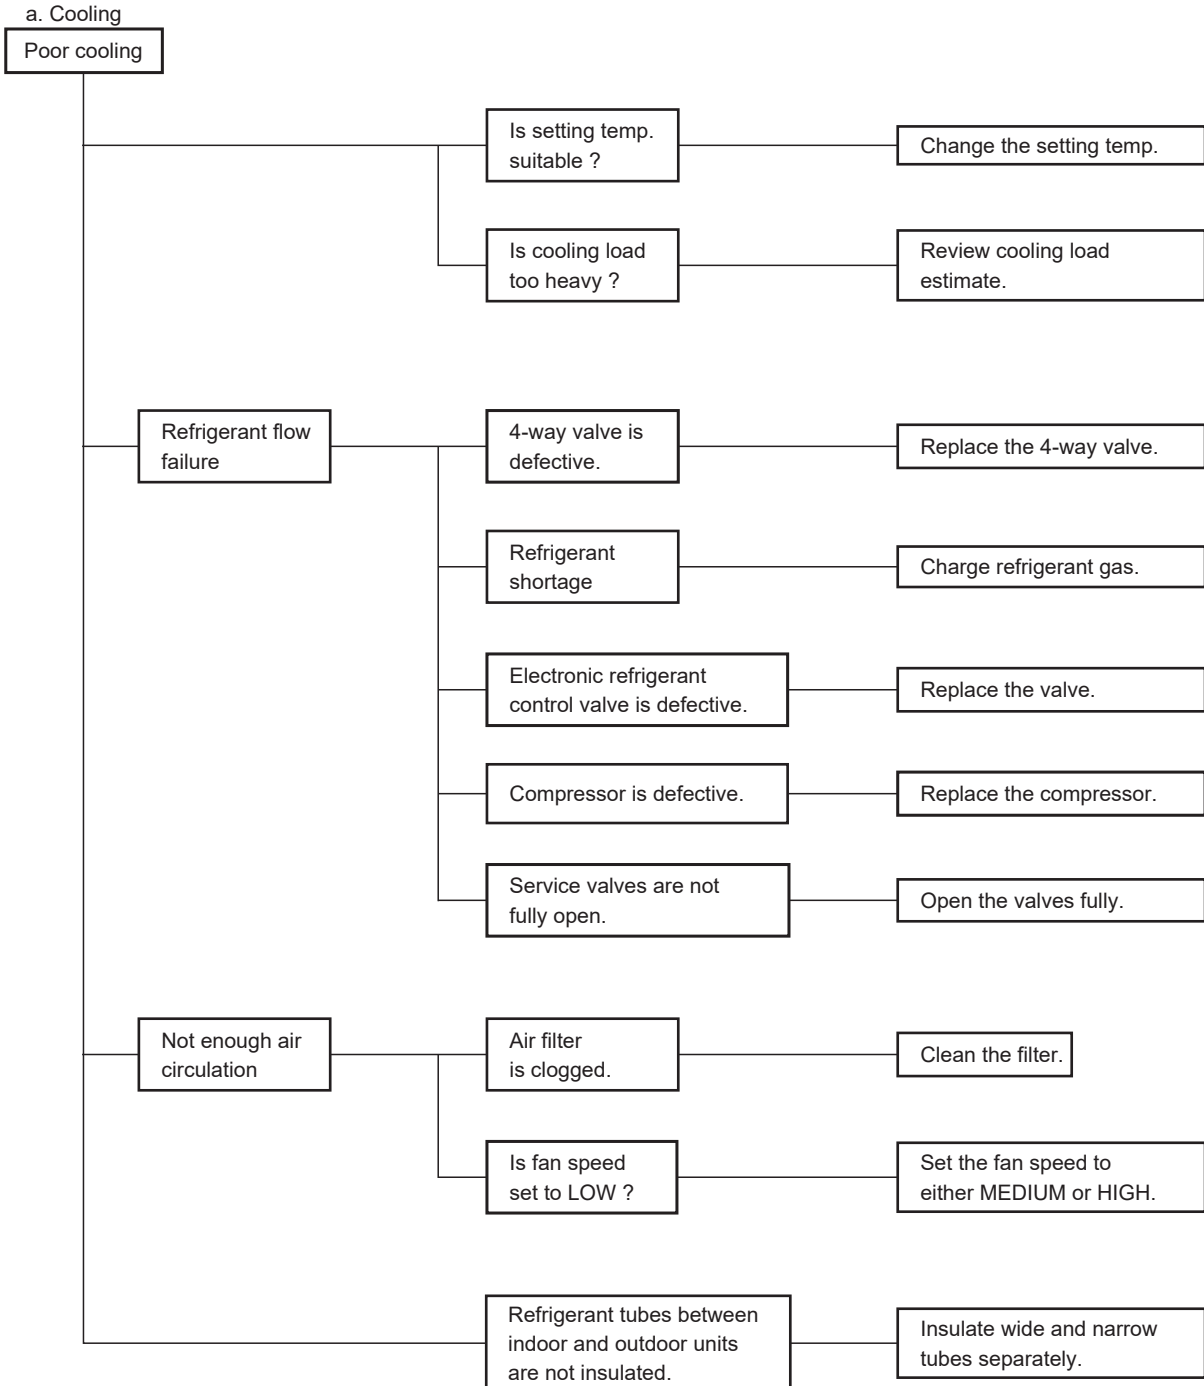 a. Cooling
Poor cooling
Is setting temp.
suitable ?
Change the setting temp.
Is cooling load
too heavy ?
Review cooling load
estimate.
Refrigerant flow
failure
4-way valve is
defective.
Replace the 4-way valve.
Refrigerant
shortage
Charge refrigerant gas.
Electronic refrigerant
control valve is defective.
Replace the valve.
Compressor is defective.
Replace the compressor.
Service valves are not
fully open.
Open the valves fully.
Not enough air
circulation
Air filter
is clogged.
Clean the filter.
Is fan speed
set to LOW ?
Set the fan speed to
either MEDIUM or HIGH.
Refrigerant tubes between
indoor and outdoor units
are not insulated.
Insulate wide and narrow
tubes separately.